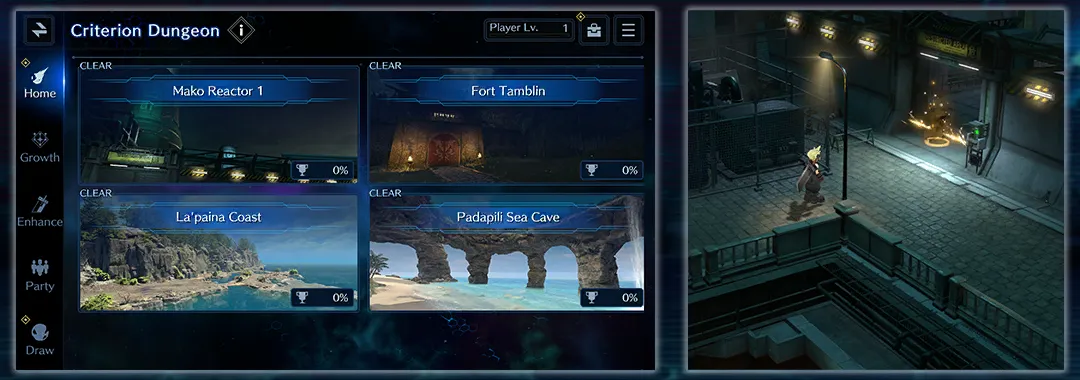 Criterion Dungeon
Player Lv. 1
Home
Growth
Enhance
Party
Draw
CLEAR
Mako Reactor 1
0%
CLEAR
Fort Tamblin
0%
CLEAR
La'paina Coast
0%
CLEAR
Padapili Sea Cave
0%